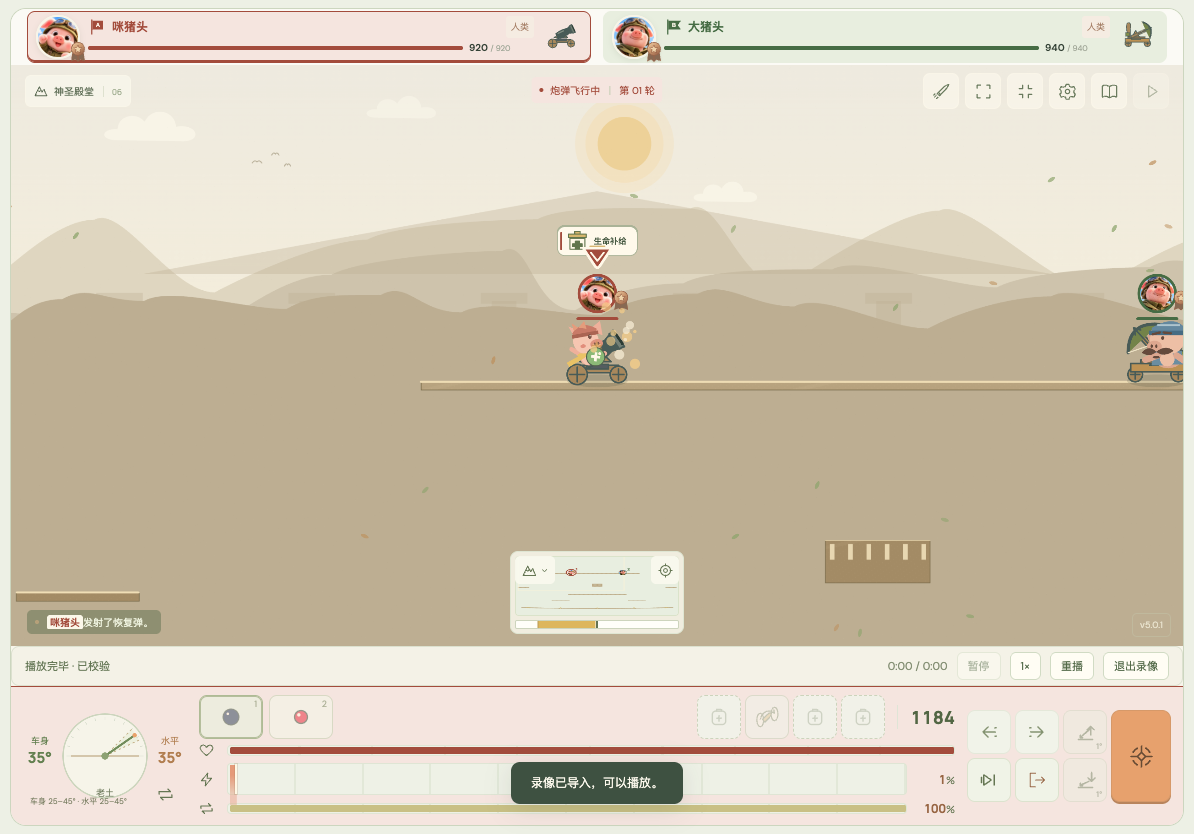 咪猪头
人类
920 / 920
大猪头
人类
940 / 940
神圣殿堂 06
炮弹飞行中 第 01 轮
生命补给
咪猪头发射了恢复弹。
v5.0.1
播放完毕 · 已校验
0:00 / 0:00
暂停
1×
重播
退出录像
车身
35°
水平
35°
老土
车身 25–45° · 水平 25–45°
1
2
1184
1%
100%
录像已导入，可以播放。
1°
1°